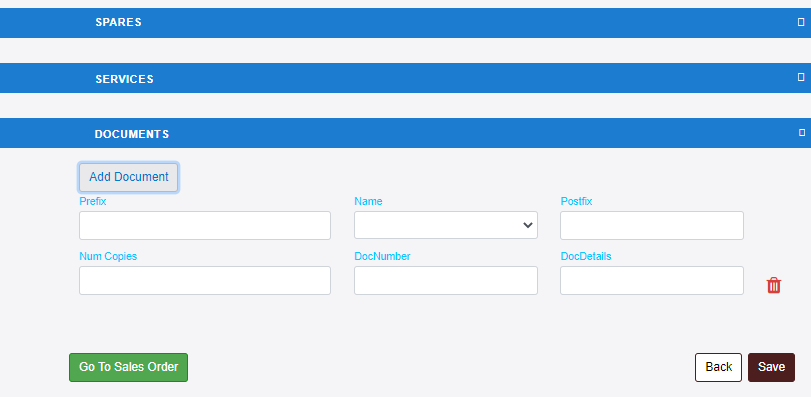 SPARES
SERVICES
DOCUMENTS
Add Document
Prefix Name Postfix
Num Copies DocNumber DocDetails
Go To Sales Order Back Save